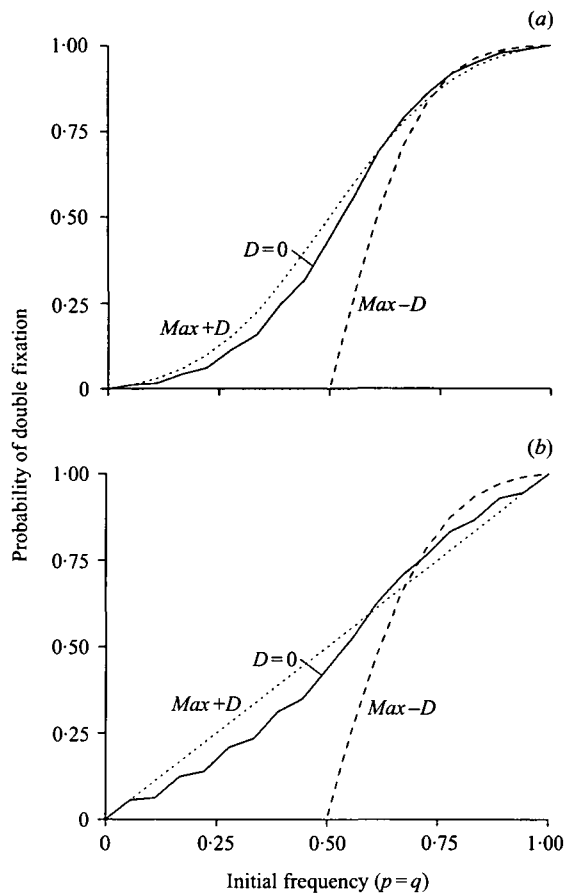 (a)
1·00
0·75
0·50
0·25
0
D=0
Max+D
Max−D
Probability of double fixation
(b)
1·00
0·75
0·50
0·25
0
D=0
Max+D
Max−D
0 0·25 0·50 0·75 1·00
Initial frequency (p=q)